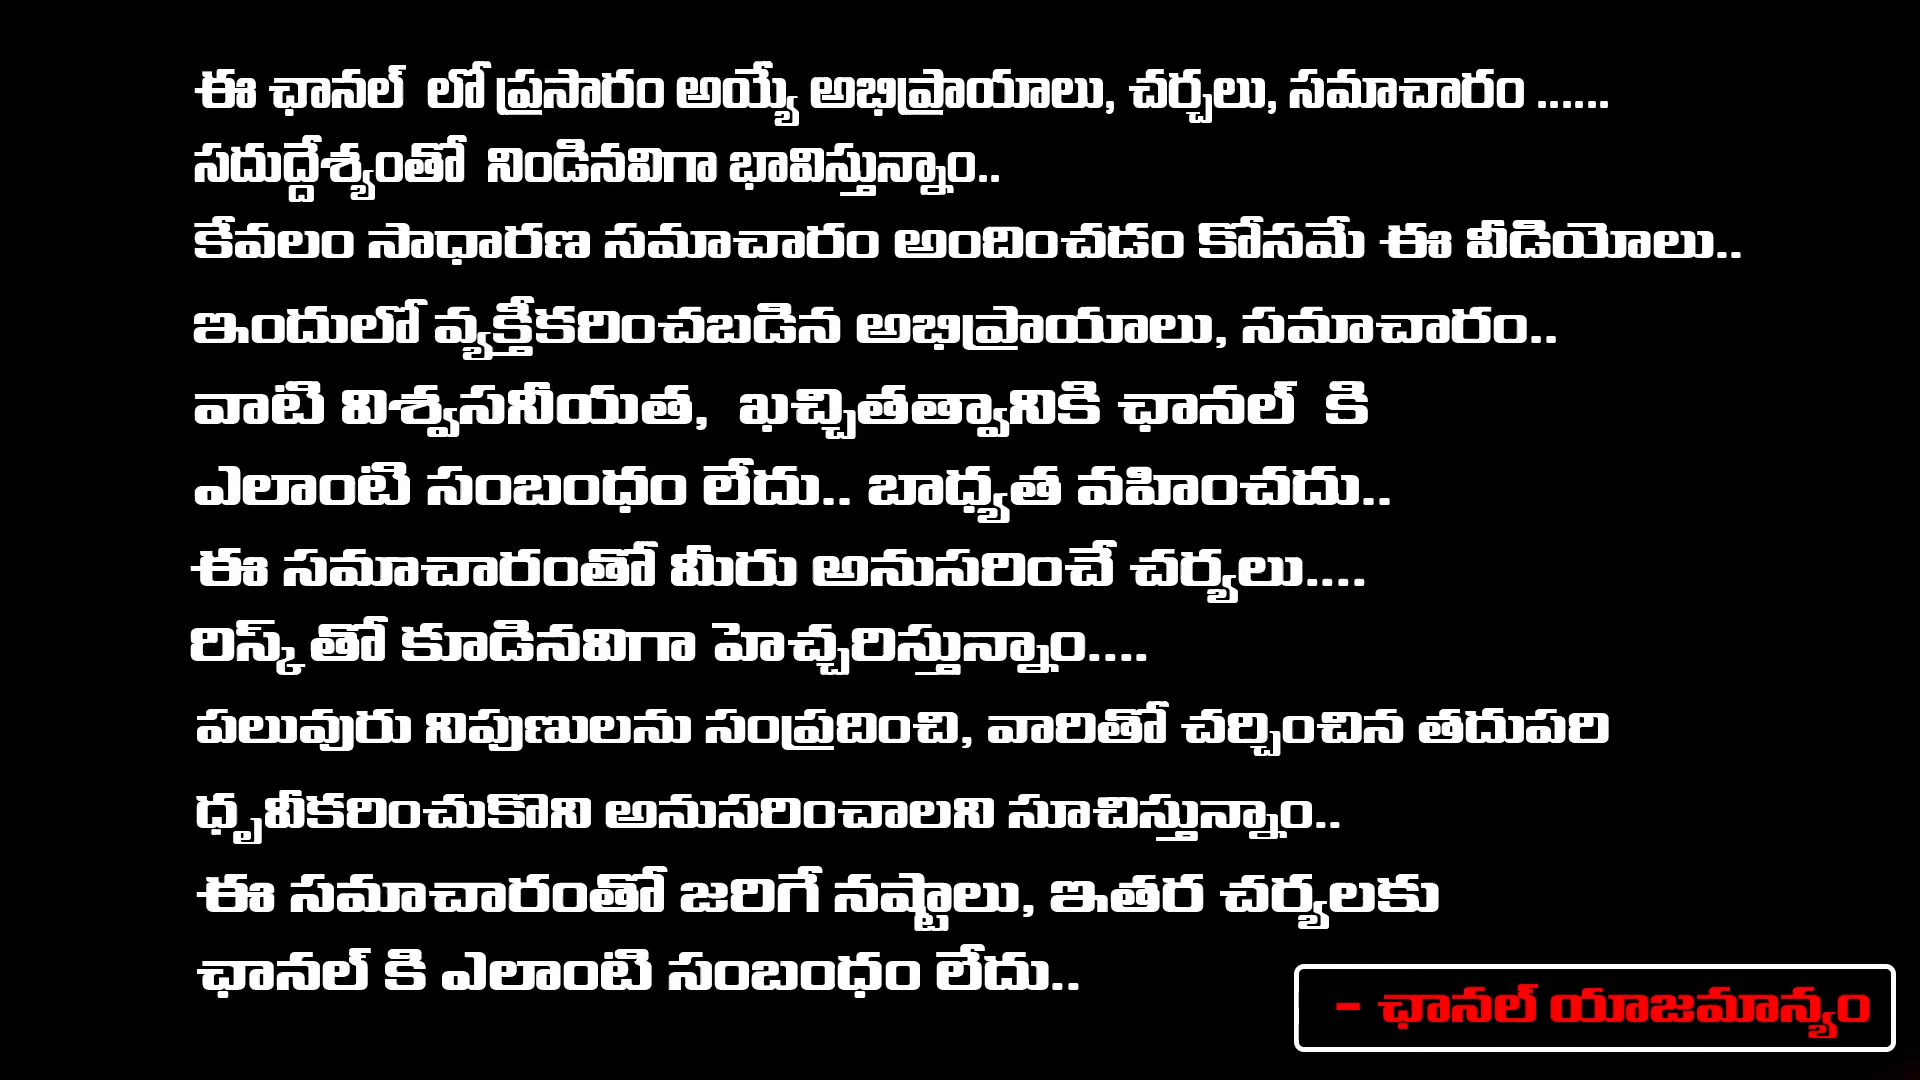 ఈ ఛానల్ లో ప్రసారం అయ్యే అభిప్రాయాలు, చర్చలు, సమాచారం ......
సదుద్దేశ్యంతో నిండినవిగా భావిస్తున్నాం..
కేవలం సాధారణ సమాచారం అందించడం కోసమే ఈ వీడియోలు..
ఇందులో వ్యక్తీకరించబడిన అభిప్రాయాలు, సమాచారం..
వాటి విశ్వసనీయత, ఖచ్చితత్వానికి ఛానల్ కి
ఎలాంటి సంబంధం లేదు.. బాధ్యత వహించదు..
ఈ సమాచారంతో మీరు అనుసరించే చర్యలు....
రిస్క్ తో కూడినవిగా హెచ్చరిస్తున్నాం....
పలువురు నిపుణులను సంప్రదించి, వారితో చర్చించిన తదుపరి
ధృవీకరించుకొని అనుసరించాలని సూచిస్తున్నాం..
ఈ సమాచారంతో జరిగే నష్టాలు, ఇతర చర్యలకు
ఛానల్ కి ఎలాంటి సంబంధం లేదు..
- ఛానల్ యాజమాన్యం